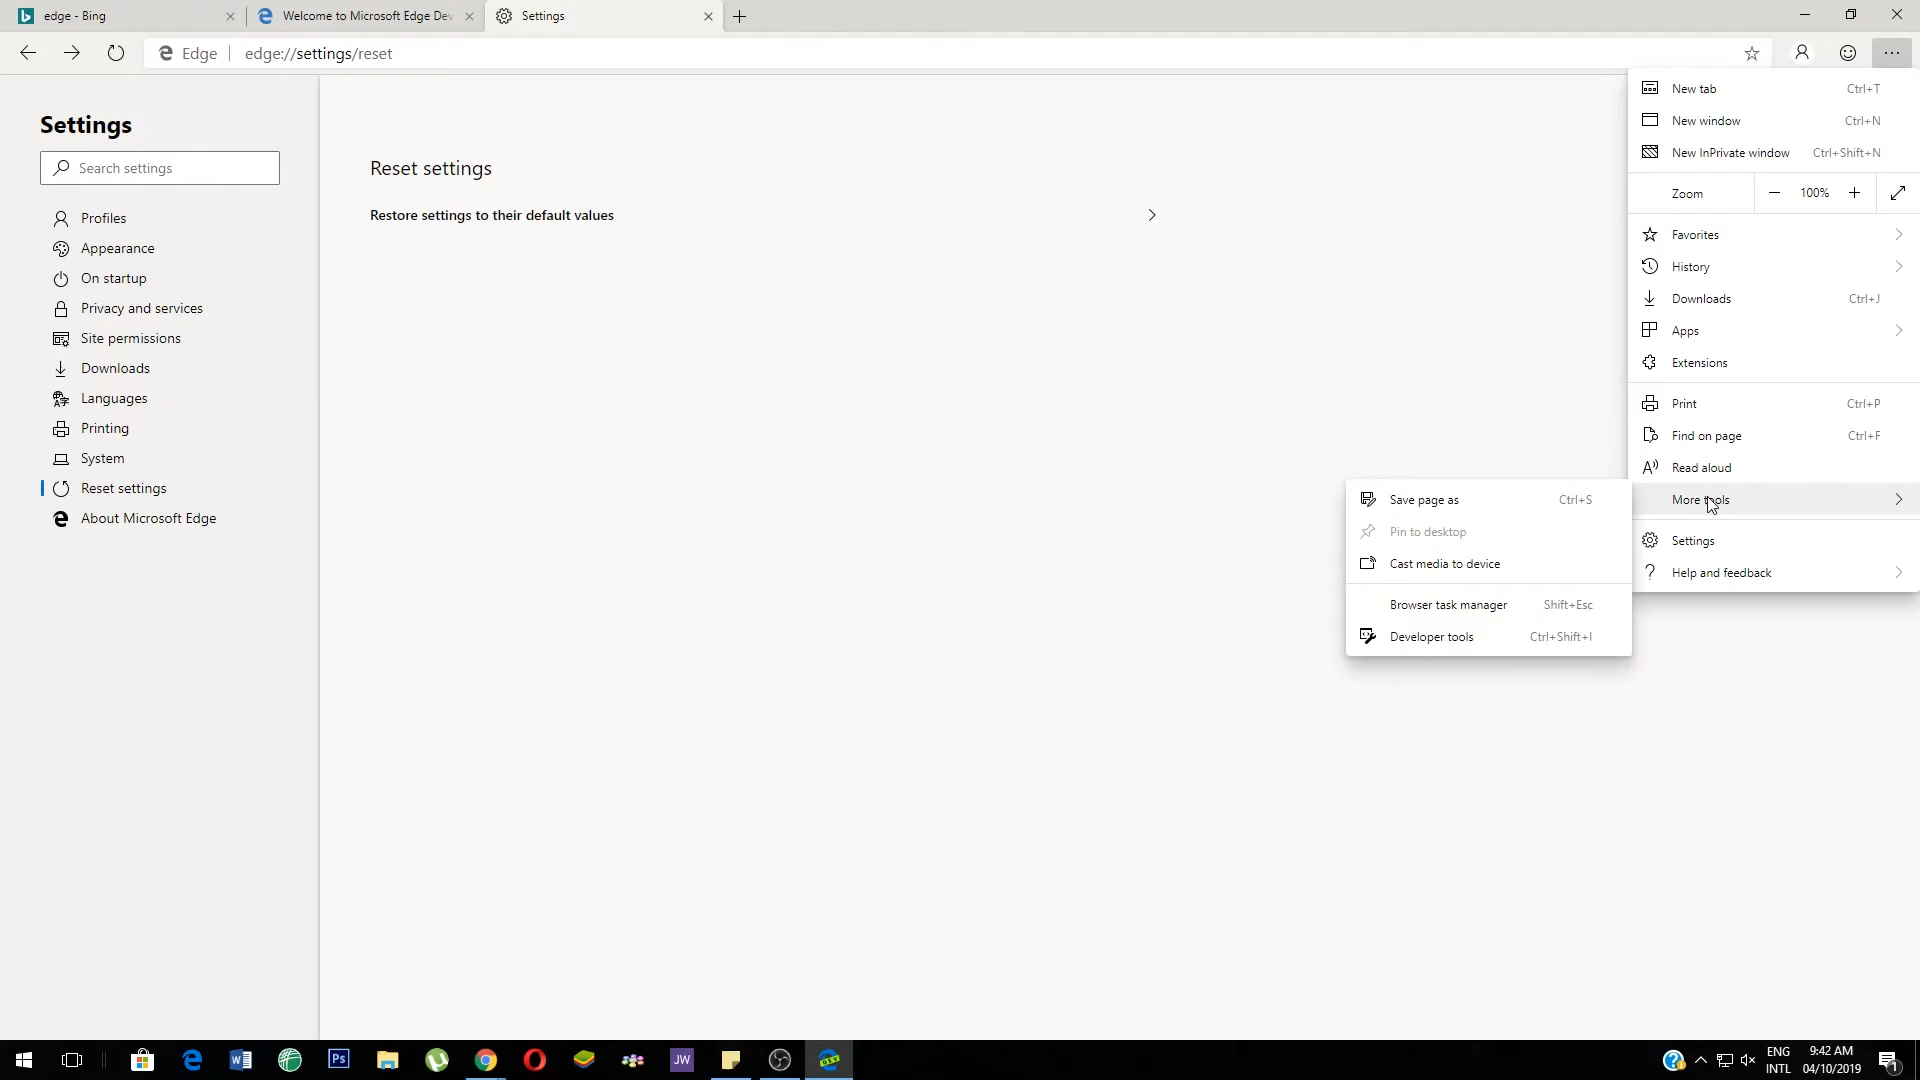 edge - Bing
Welcome to Microsoft Edge Dev
Settings
Edge
edge://settings/reset
Settings
Search settings
Profiles
Appearance
On startup
Privacy and services
Site permissions
Downloads
Languages
Printing
System
Reset settings
About Microsoft Edge
Reset settings
Restore settings to their default values
New tab Ctrl+T
New window Ctrl+N
New InPrivate window Ctrl+Shift+N
Zoom 100%
Favorites
History
Downloads Ctrl+J
Apps
Extensions
Print Ctrl+P
Find on page Ctrl+F
Read aloud
More tools
Settings
Help and feedback
Save page as Ctrl+S
Pin to desktop
Cast media to device
Browser task manager Shift+Esc
Developer tools Ctrl+Shift+I
Ps
JW
DEV
ENG
INTL
9:42 AM
04/10/2019
1